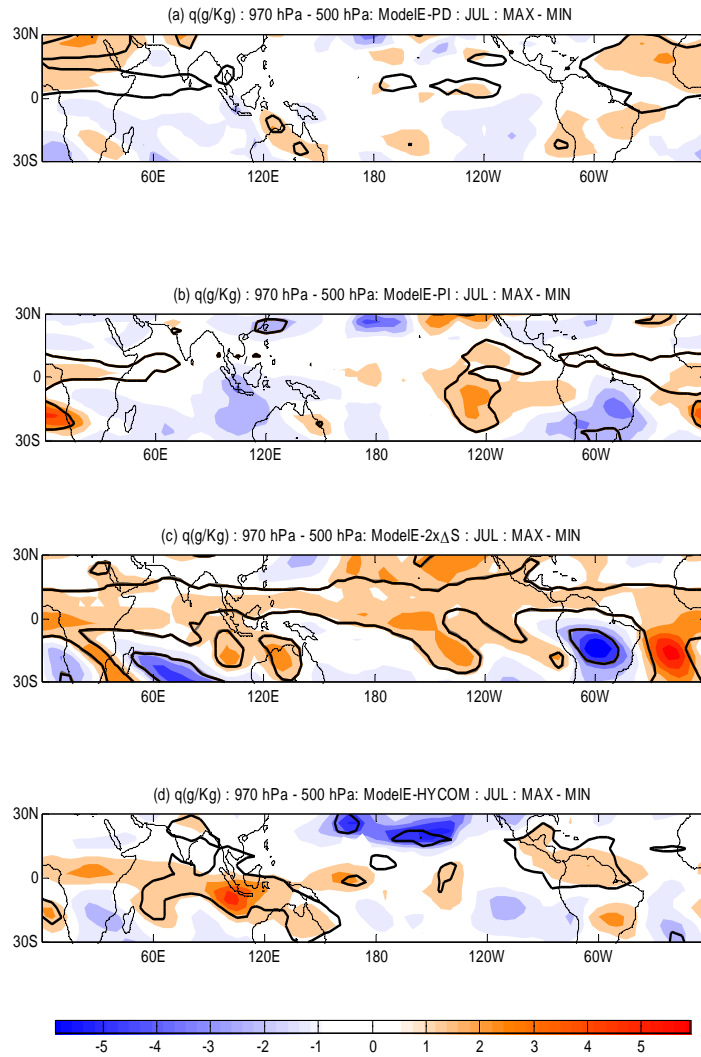 (a) q(g/Kg) : 970 hPa - 500 hPa: ModelE-PD : JUL : MAX - MIN
30N
0
30S
60E 120E 180 120W 60W
(b) q(g/Kg) : 970 hPa - 500 hPa: ModelE-PI : JUL : MAX - MIN
30N
0
30S
60E 120E 180 120W 60W
(c) q(g/Kg) : 970 hPa - 500 hPa: ModelE-2xΔS : JUL : MAX - MIN
30N
0
30S
60E 120E 180 120W 60W
(d) q(g/Kg) : 970 hPa - 500 hPa: ModelE-HYCOM : JUL : MAX - MIN
30N
0
30S
60E 120E 180 120W 60W
-5 -4 -3 -2 -1 0 1 2 3 4 5